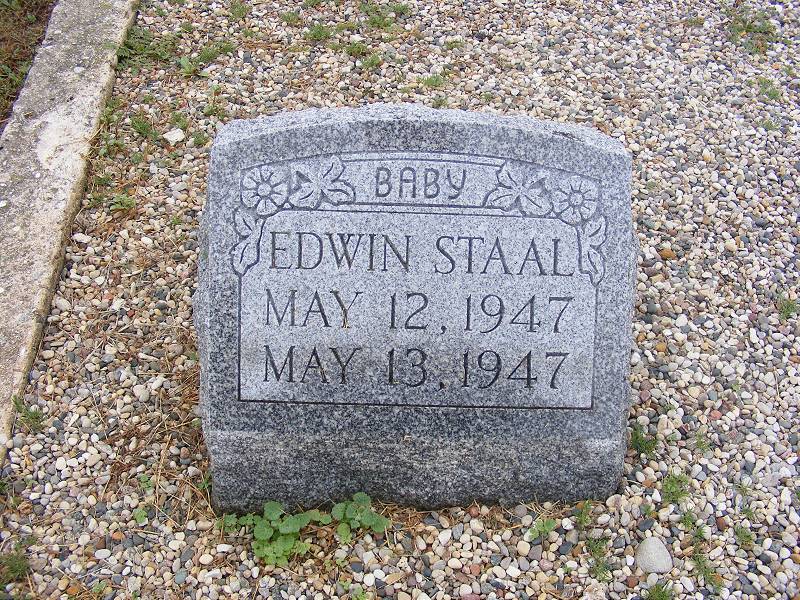 BABY
EDWIN STAAL
MAY 12, 1947
MAY 13, 1947